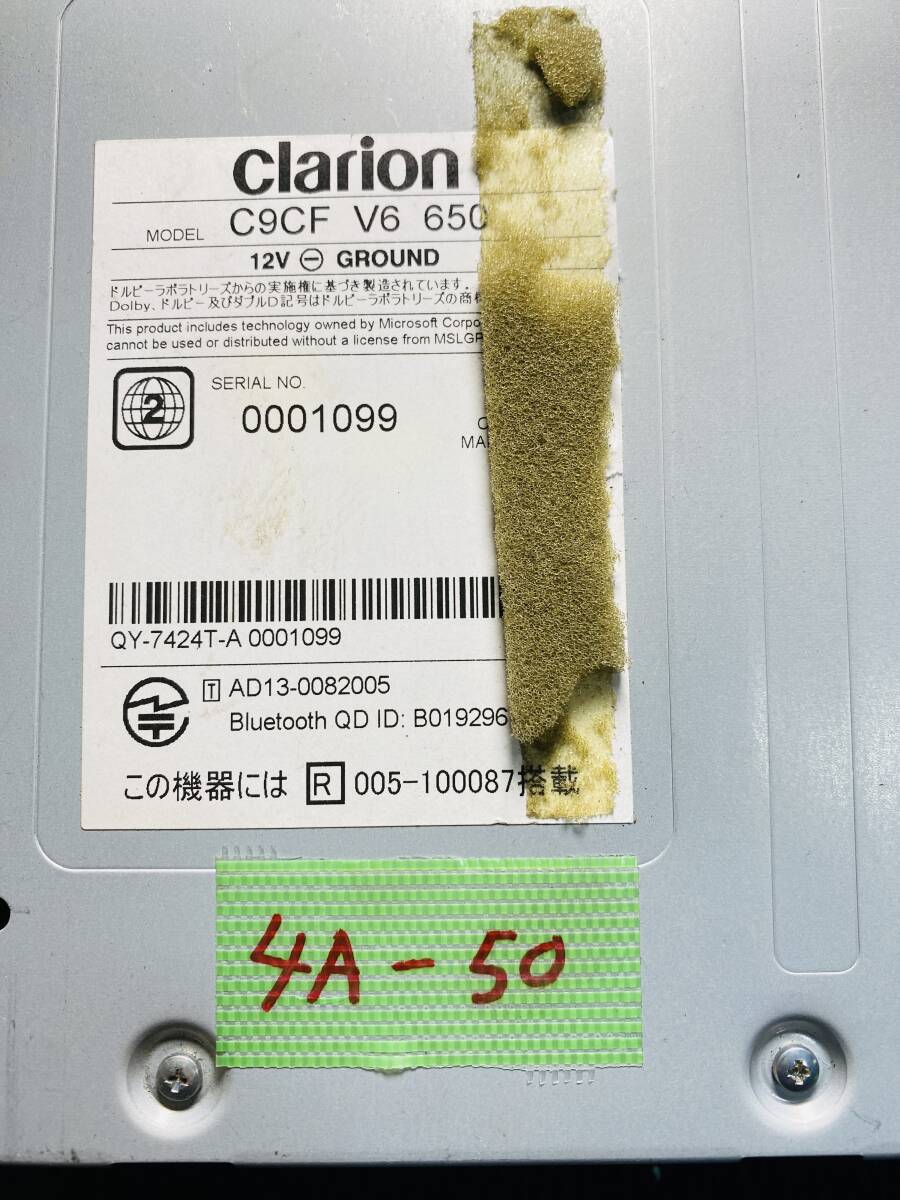 clarion
MODEL C9CF V6 650
12V ⊖ GROUND
ドルビーラボラトリーズからの実施権に基づき製造されています。
Dolby、ドルビー及びダブルD記号はドルビーラボラトリーズの商標
This product includes technology owned by Microsoft Corpo
cannot be used or distributed without a license from MSLGP
2
SERIAL NO.
0001099
MA
QY-7424T-A 0001099
T AD13-0082005
Bluetooth QD ID: B019296
この機器には R 005-100087搭載
4A-50